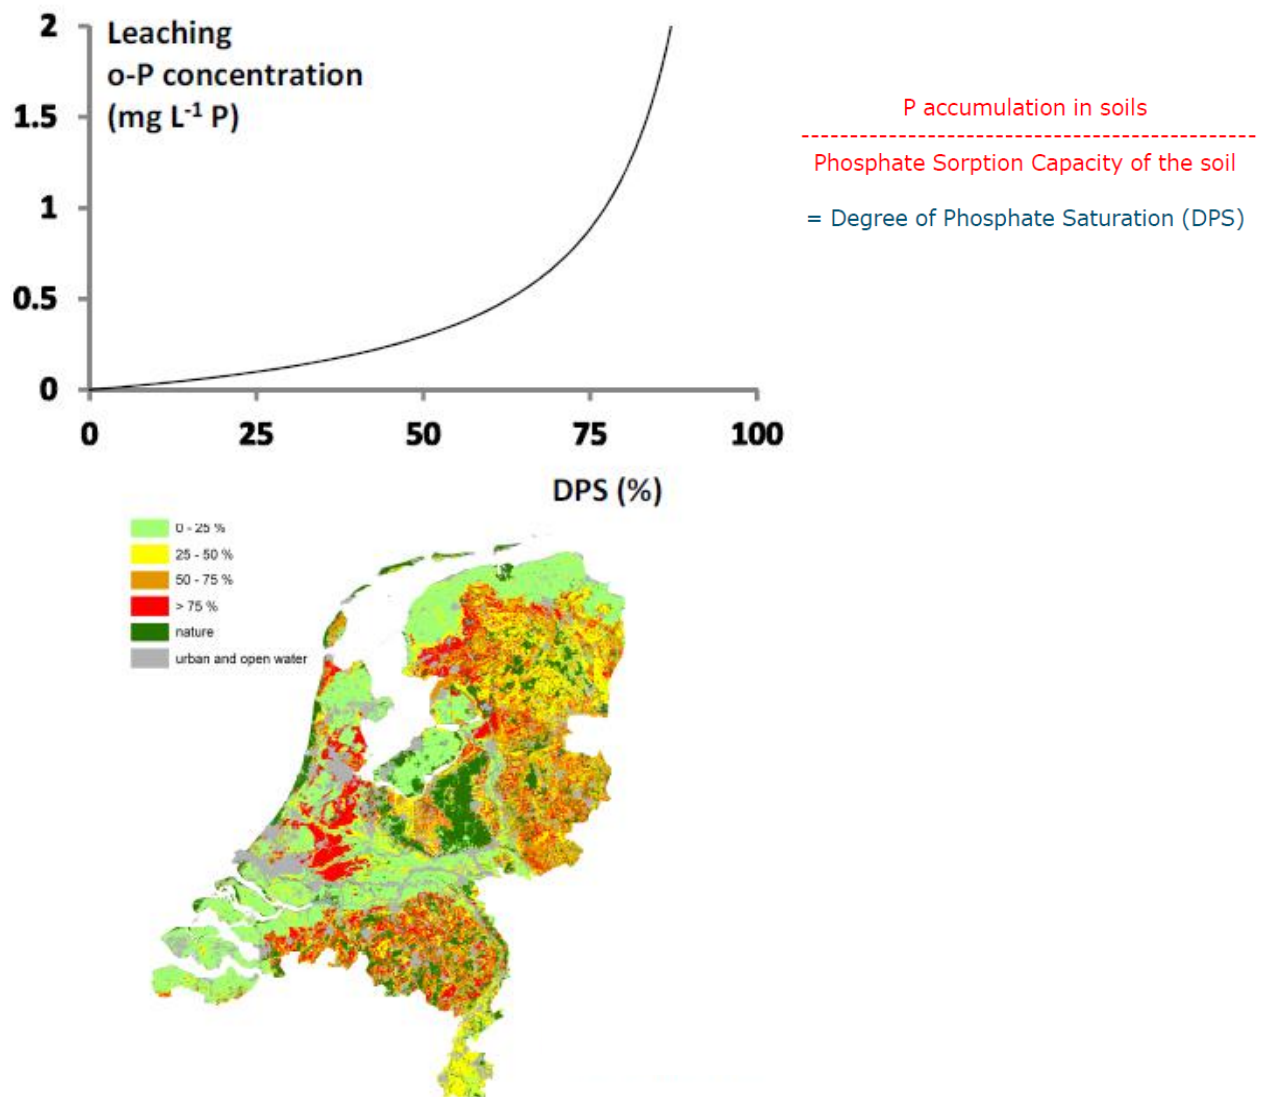 2
Leaching
o-P concentration
(mg L⁻¹ P)
1.5
1
0.5
0
0
25
50
75
100
DPS (%)
P accumulation in soils
----------------------------------------------
Phosphate Sorption Capacity of the soil
= Degree of Phosphate Saturation (DPS)
0 - 25 %
25 - 50 %
50 - 75 %
> 75 %
nature
urban and open water